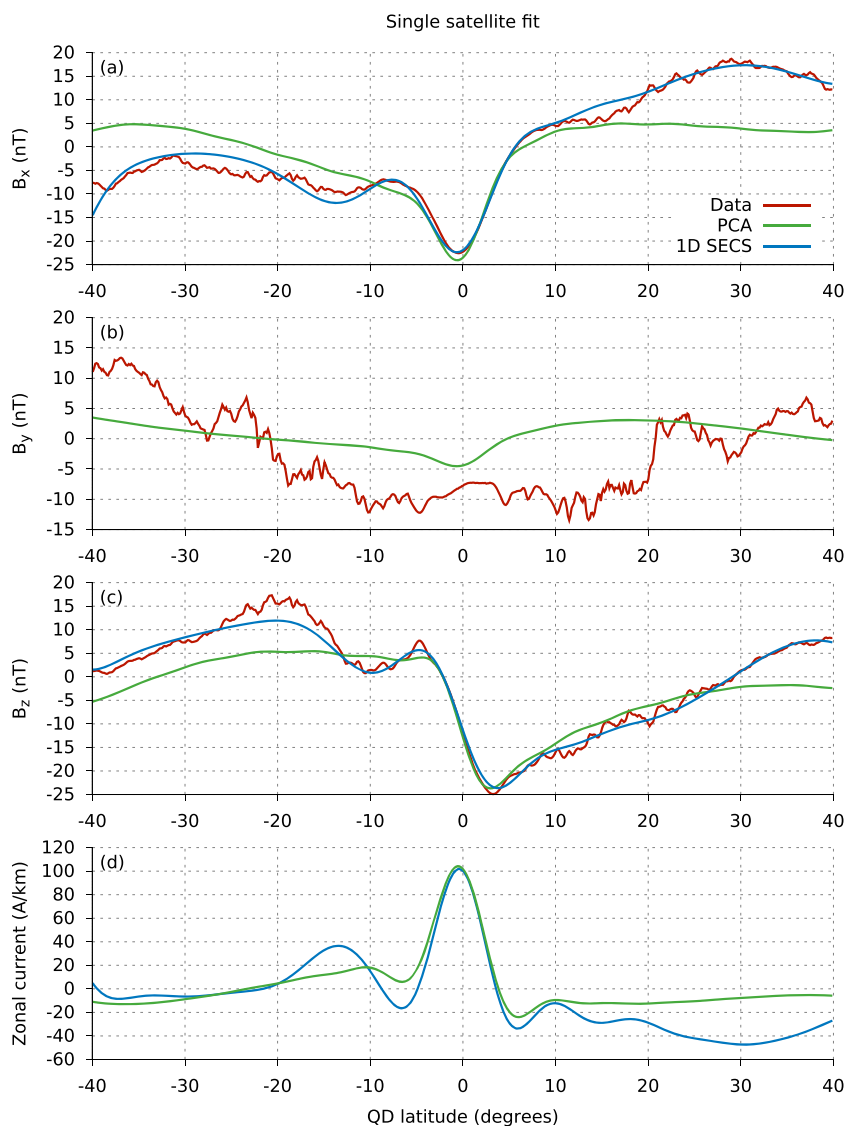 Single satellite fit
(a)
20
15
10
5
0
-5
-10
-15
-20
-25
Bx (nT)
Data
PCA
1D SECS
-40 -30 -20 -10 0 10 20 30 40
(b)
20
15
10
5
0
-5
-10
-15
By (nT)
-40 -30 -20 -10 0 10 20 30 40
(c)
20
15
10
5
0
-5
-10
-15
-20
-25
Bz (nT)
-40 -30 -20 -10 0 10 20 30 40
(d)
120
100
80
60
40
20
0
-20
-40
-60
Zonal current (A/km)
-40 -30 -20 -10 0 10 20 30 40
QD latitude (degrees)